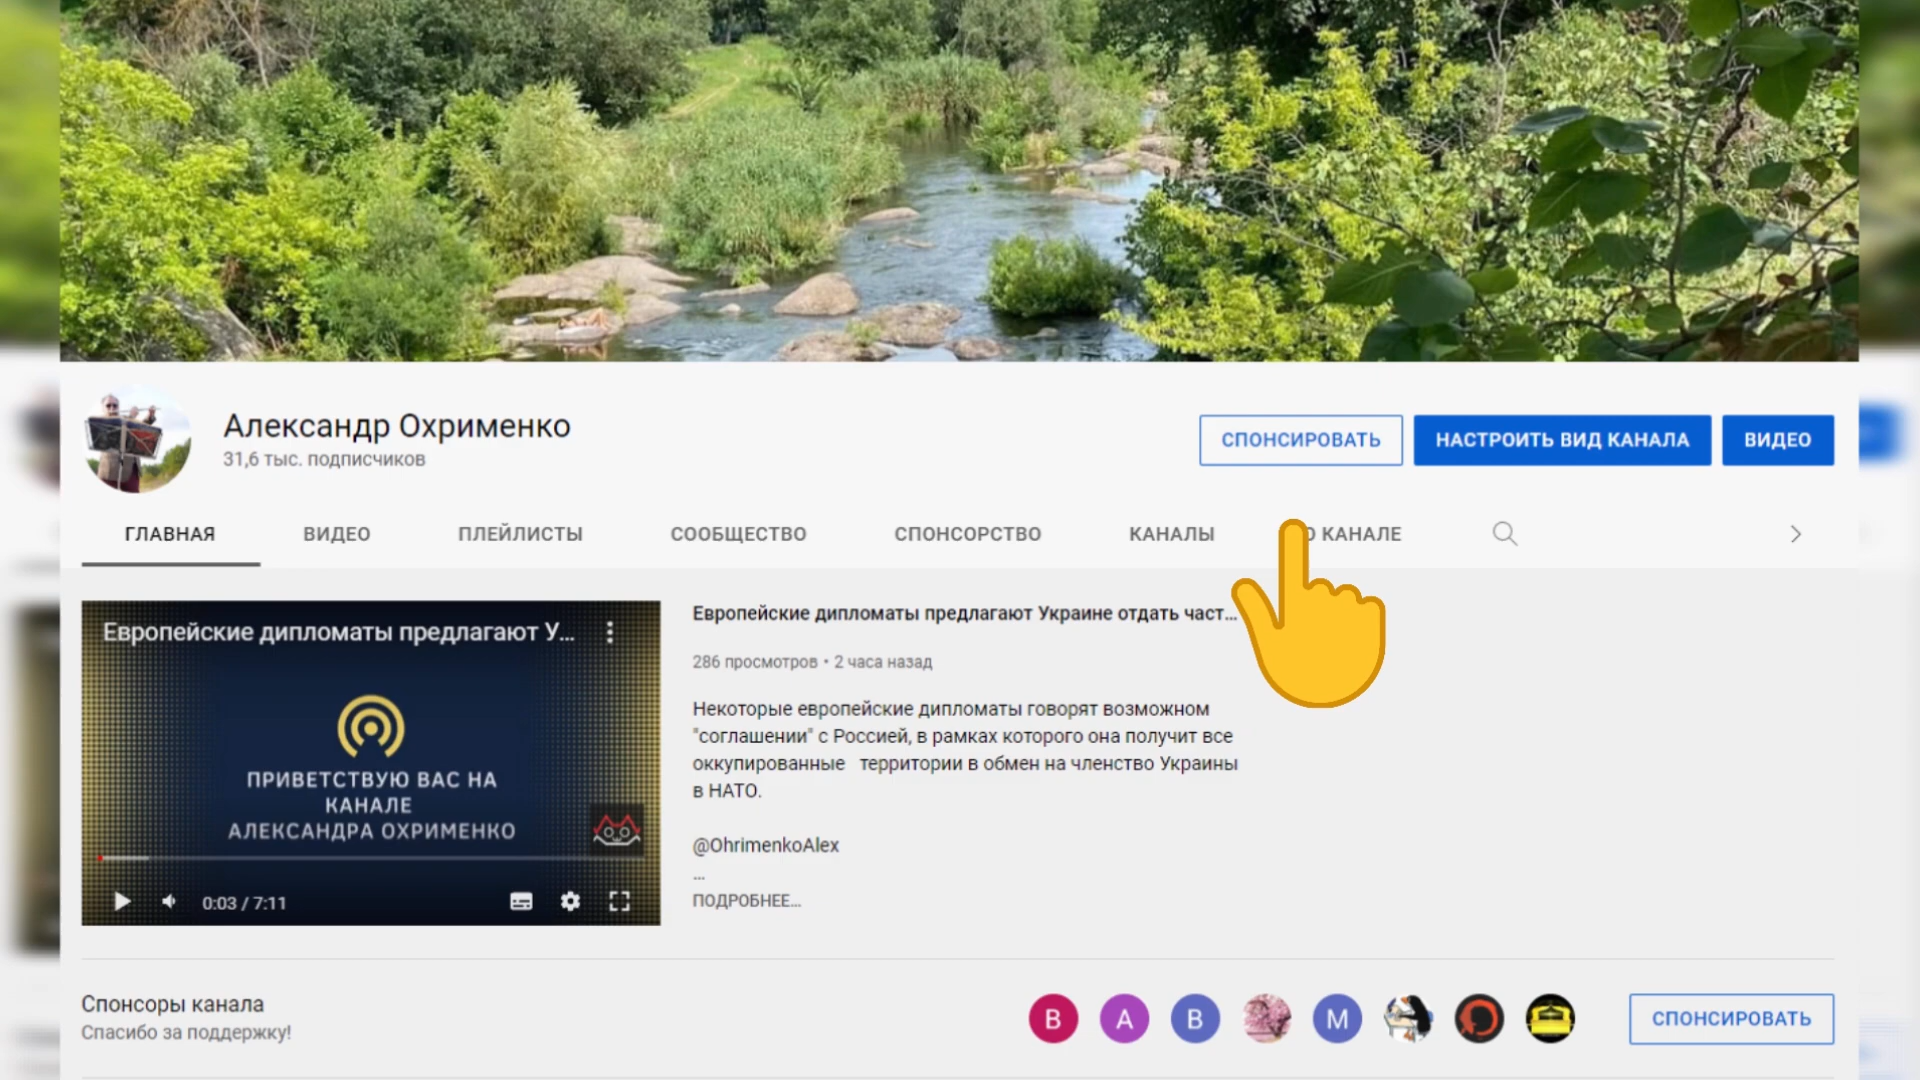 Александр Охрименко
31,6 тыс. подписчиков
СПОНСИРОВАТЬ
НАСТРОИТЬ ВИД КАНАЛА
ВИДЕО
ГЛАВНАЯ
ВИДЕО
ПЛЕЙЛИСТЫ
СООБЩЕСТВО
СПОНСОРСТВО
КАНАЛЫ
О КАНАЛЕ
Европейские дипломаты предлагают У...
ПРИВЕТСТВУЮ ВАС НА
КАНАЛЕ
АЛЕКСАНДРА ОХРИМЕНКО
0:03 / 7:11
Европейские дипломаты предлагают Украине отдать част...
286 просмотров • 2 часа назад
Некоторые европейские дипломаты говорят возможном
"соглашении" с Россией, в рамках которого она получит все
оккупированные территории в обмен на членство Украины
в НАТО.
@OhrimenkoAlex
...
ПОДРОБНЕЕ...
Спонсоры канала
Спасибо за поддержку!
В
А
В
М
СПОНСИРОВАТЬ